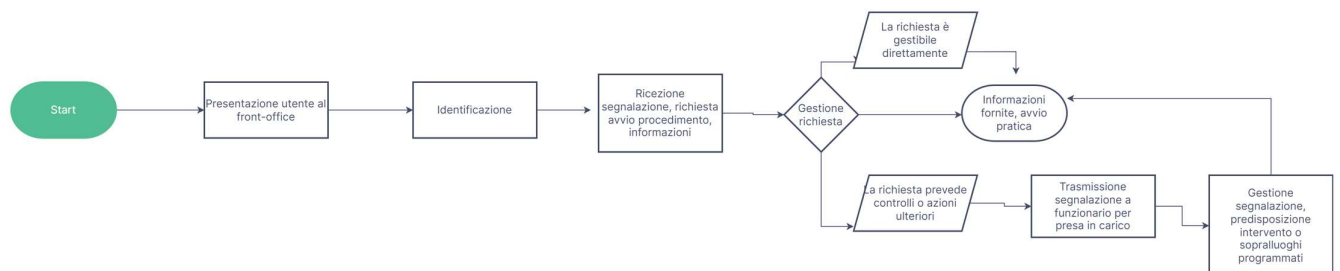 Start
Presentazione utente al
front-office
Identificazione
Ricezione
segnalazione, richiesta
avvio procedimento,
informazioni
Gestione
richiesta
La richiesta è
gestibile
direttamente
Informazioni
fornite, avvio
pratica
La richiesta prevede
controlli o azioni
ulteriori
Trasmissione
segnalazione a
funzionario per
presa in carico
Gestione
segnalazione,
predisposizione
intervento o
sopralluoghi
programmati